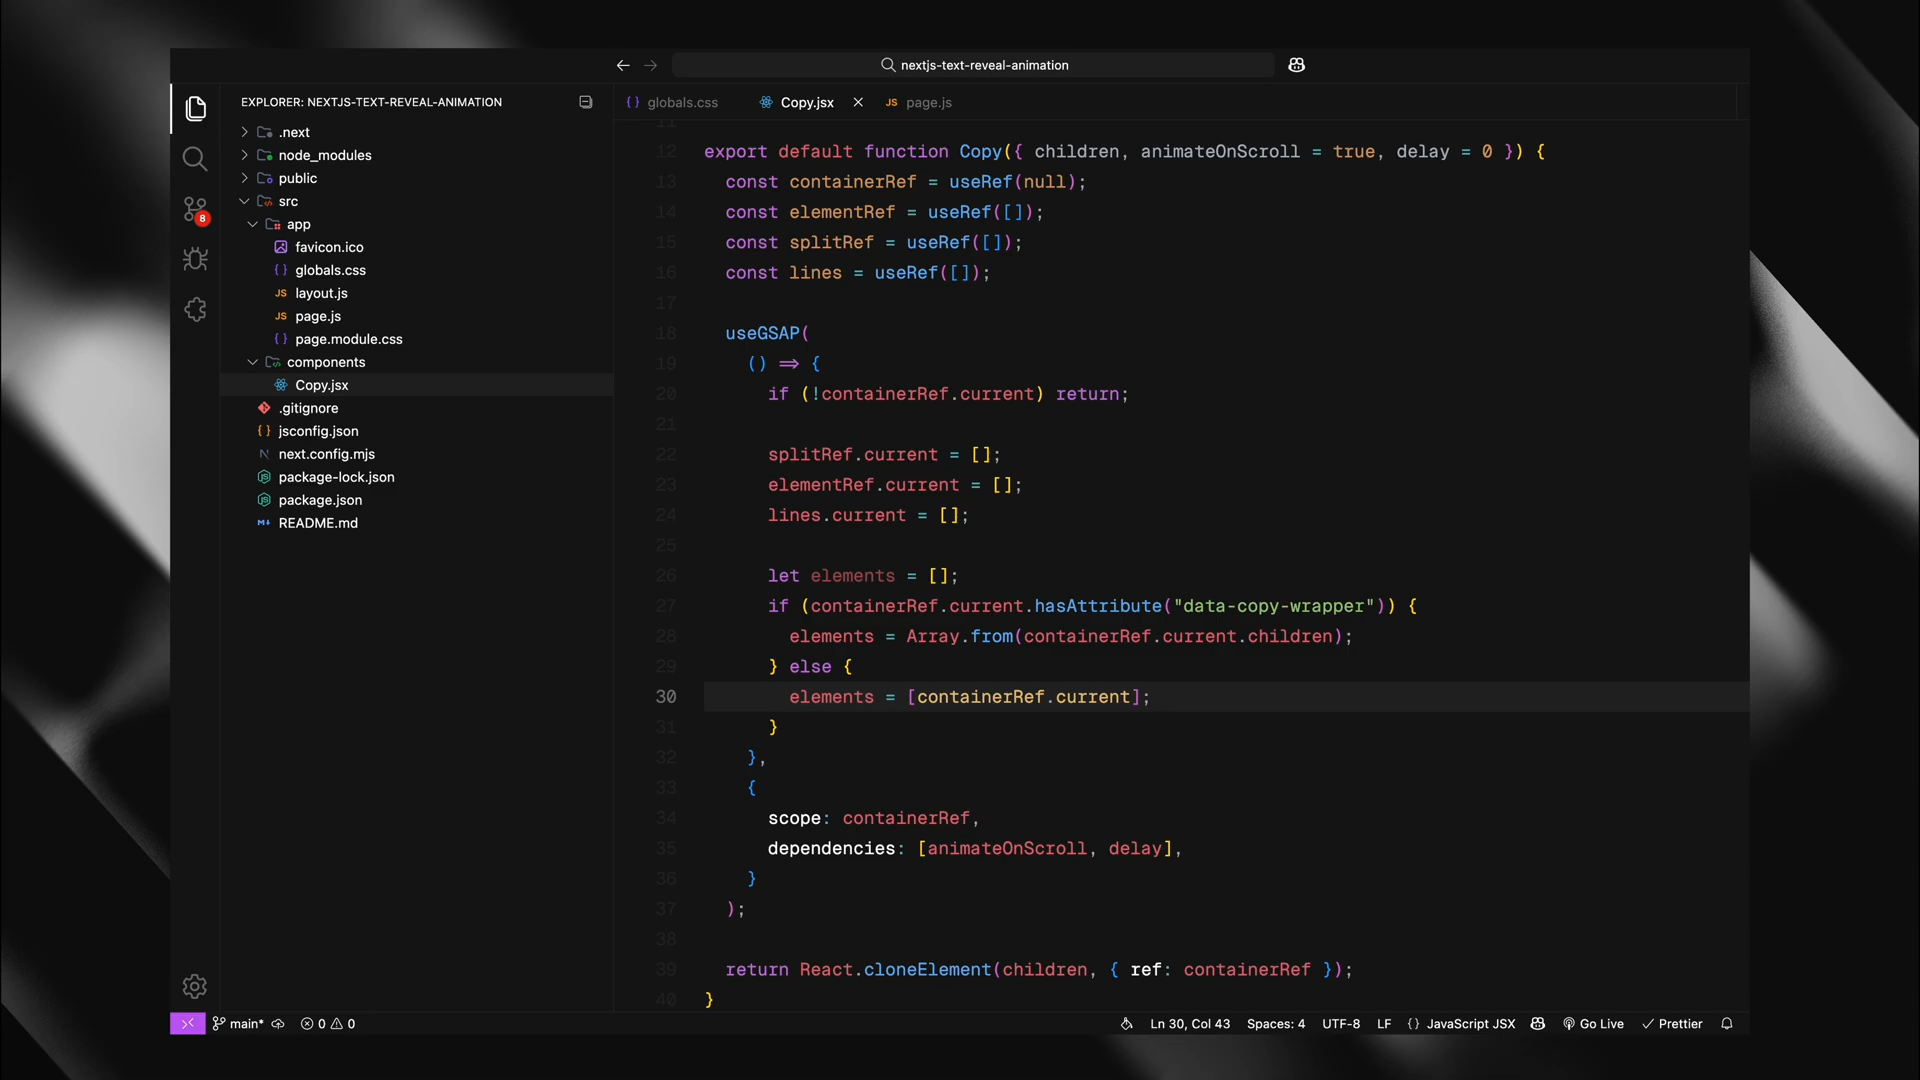 nextjs-text-reveal-animation
EXPLORER: NEXTJS-TEXT-REVEAL-ANIMATION
.next
node_modules
public
src
app
favicon.ico
globals.css
JS layout.js
JS page.js
page.module.css
components
Copy.jsx
.gitignore
jsconfig.json
next.config.mjs
package-lock.json
package.json
README.md
8
globals.css Copy.jsx JS page.js
11
12 export default function Copy({ children, animateOnScroll = true, delay = 0 }) {
13 const containerRef = useRef(null);
14 const elementRef = useRef([]);
15 const splitRef = useRef([]);
16 const lines = useRef([]);
17
18 useGSAP(
19 () => {
20 if (!containerRef.current) return;
21
22 splitRef.current = [];
23 elementRef.current = [];
24 lines.current = [];
25
26 let elements = [];
27 if (containerRef.current.hasAttribute("data-copy-wrapper")) {
28 elements = Array.from(containerRef.current.children);
29 } else {
30 elements = [containerRef.current];
31 }
32 },
33 {
34 scope: containerRef,
35 dependencies: [animateOnScroll, delay],
36 }
37 );
38
39 return React.cloneElement(children, { ref: containerRef });
40 }
main* 0 0 Ln 30, Col 43 Spaces: 4 UTF-8 LF {} JavaScript JSX Go Live Prettier